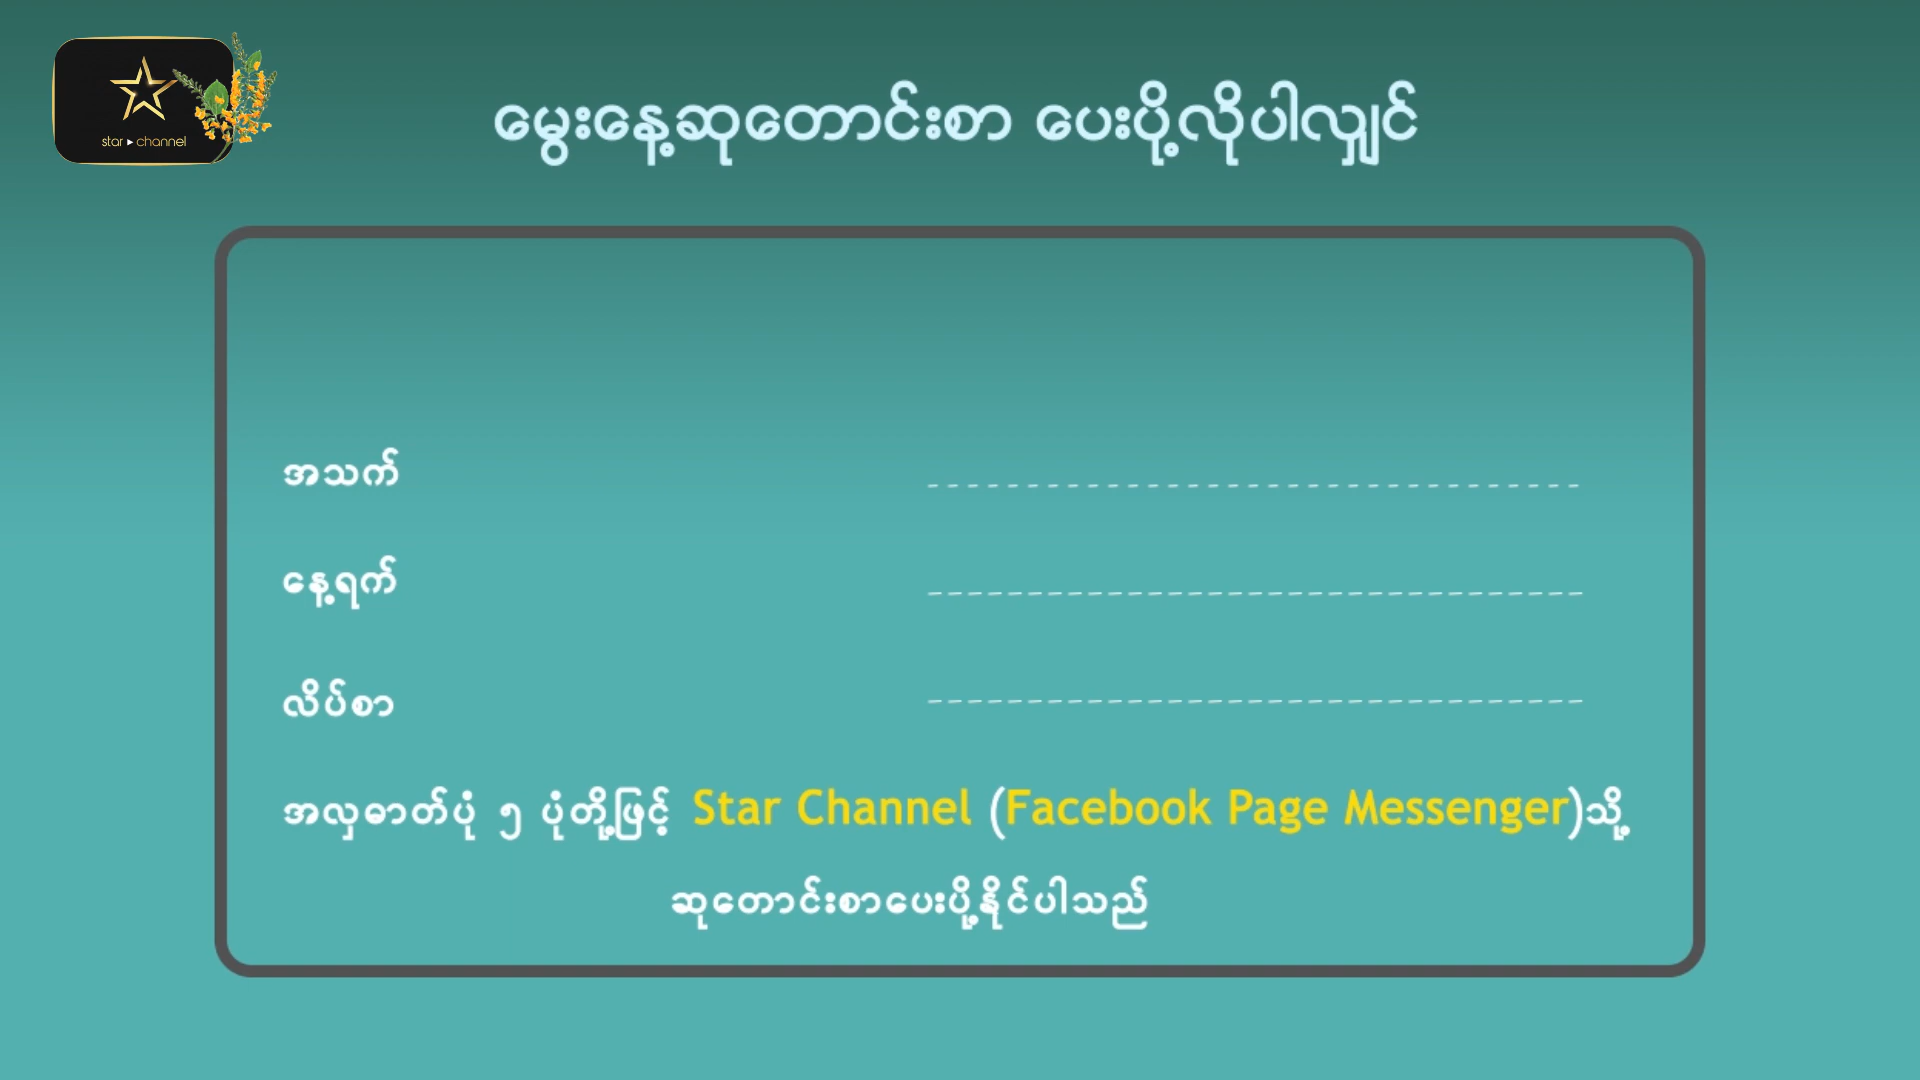 star ▸ channel
မွေးနေ့ဆုတောင်းစာ ပေးပို့လိုပါလျှင်
အသက် --------------------------------
နေ့ရက် --------------------------------
လိပ်စာ --------------------------------
အလှဓာတ်ပုံ ၅ ပုံတို့ဖြင့် Star Channel (Facebook Page Messenger)သို့
ဆုတောင်းစာပေးပို့နိုင်ပါသည်